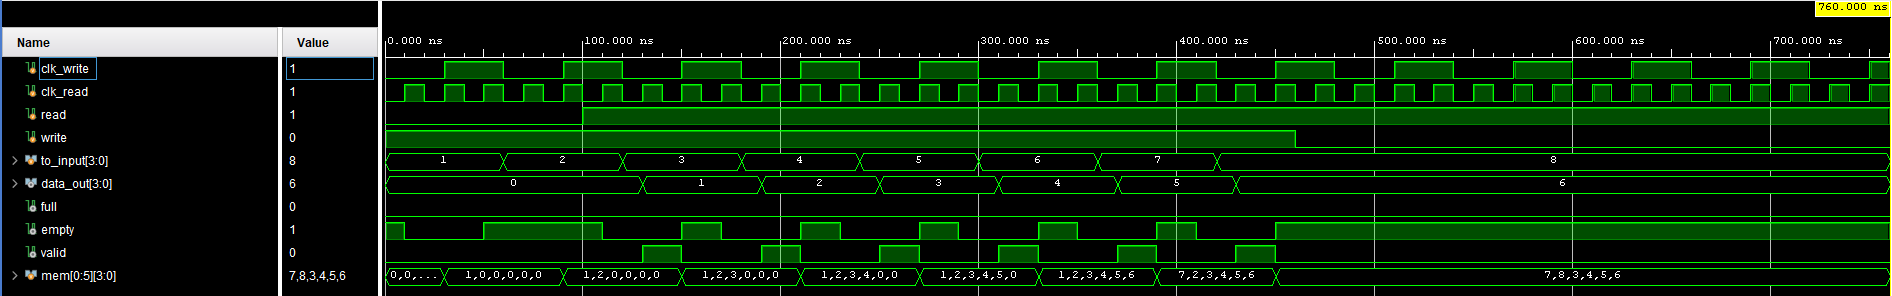 760.000 ns
Name Value
0.000 ns 100.000 ns 200.000 ns 300.000 ns 400.000 ns 500.000 ns 600.000 ns 700.000 ns
clk_write 1
clk_read 1
read 1
write 0
to_input[3:0] 8 1 2 3 4 5 6 7 8
data_out[3:0] 6 0 1 2 3 4 5 6
full 0
empty 1
valid 0
mem[0:5][3:0] 7,8,3,4,5,6 0,0,... 1,0,0,0,0,0 1,2,0,0,0,0 1,2,3,0,0,0 1,2,3,4,0,0 1,2,3,4,5,0 1,2,3,4,5,6 7,2,3,4,5,6 7,8,3,4,5,6